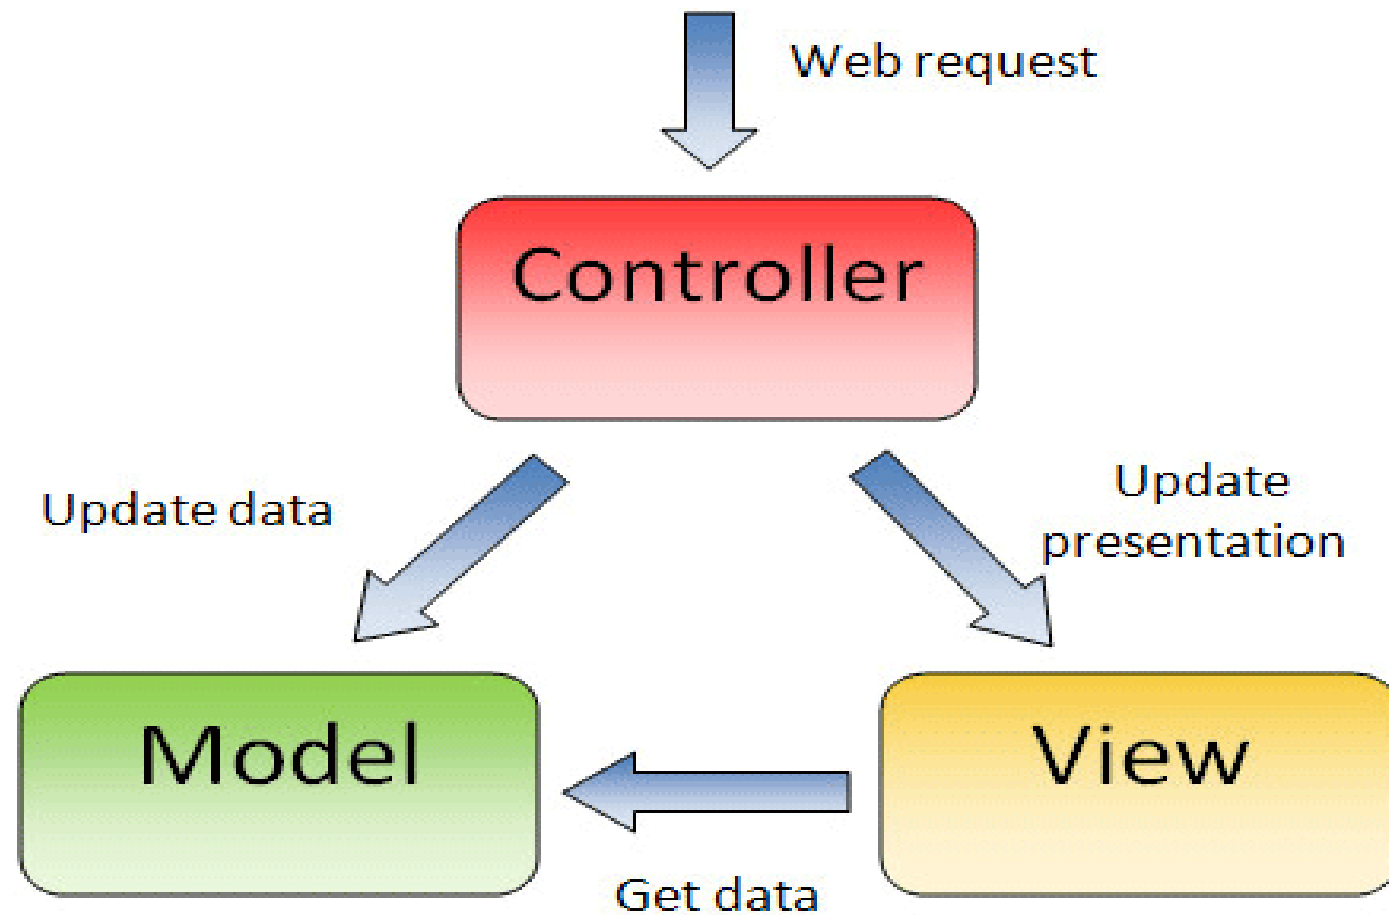 Web request
Controller
Update data
Update
presentation
Model
View
Get data